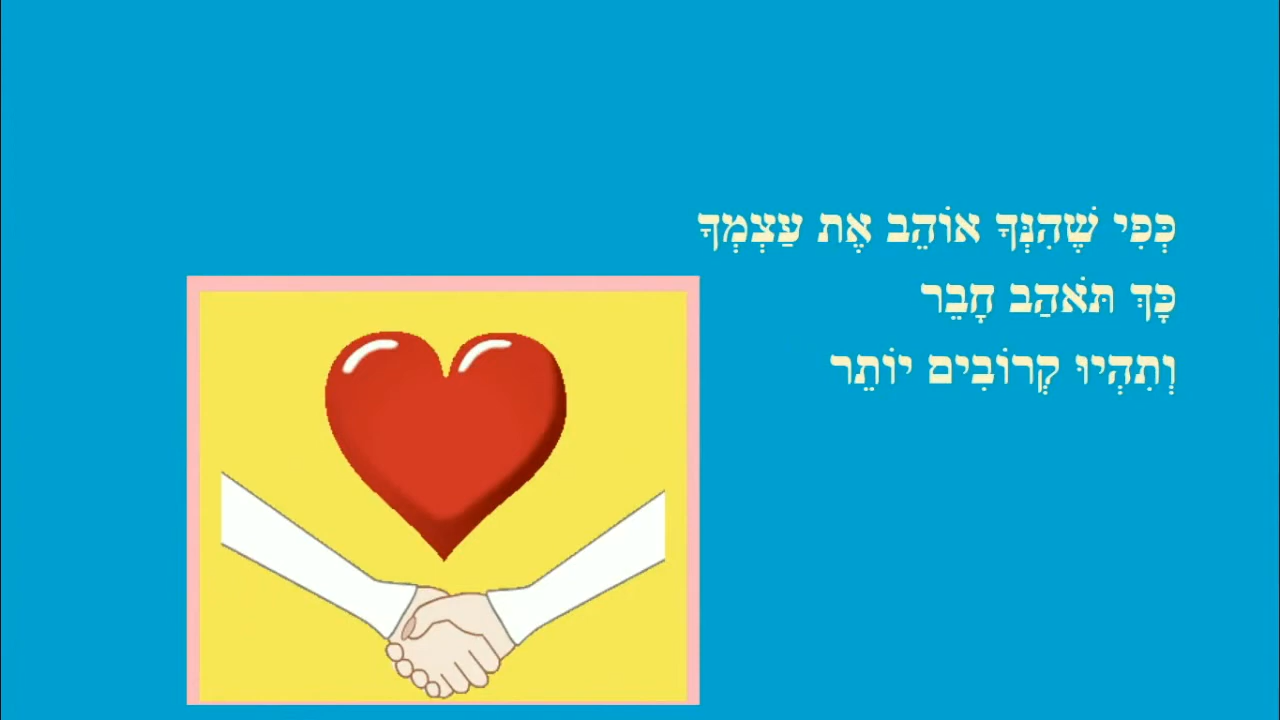 כְּפִי שֶׁהִנְּךָ אוֹהֵב אֶת עַצְמְךָ
כָּךְ תֹּאהַב חָבֵר
וְתִהְיוּ קְרוֹבִים יוֹתֵר